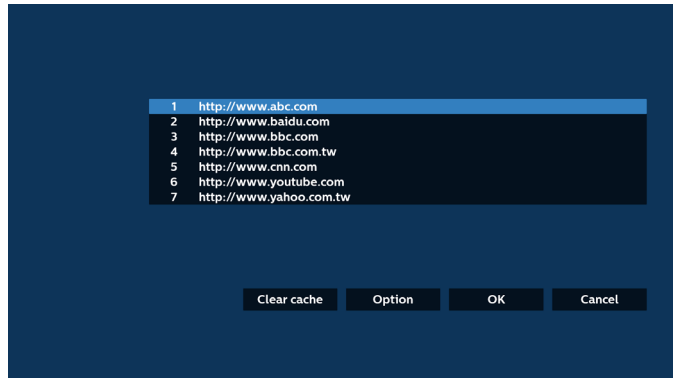 1 http://www.abc.com
2 http://www.baidu.com
3 http://www.bbc.com
4 http://www.bbc.com.tw
5 http://www.cnn.com
6 http://www.youtube.com
7 http://www.yahoo.com.tw
Clear cache Option OK Cancel